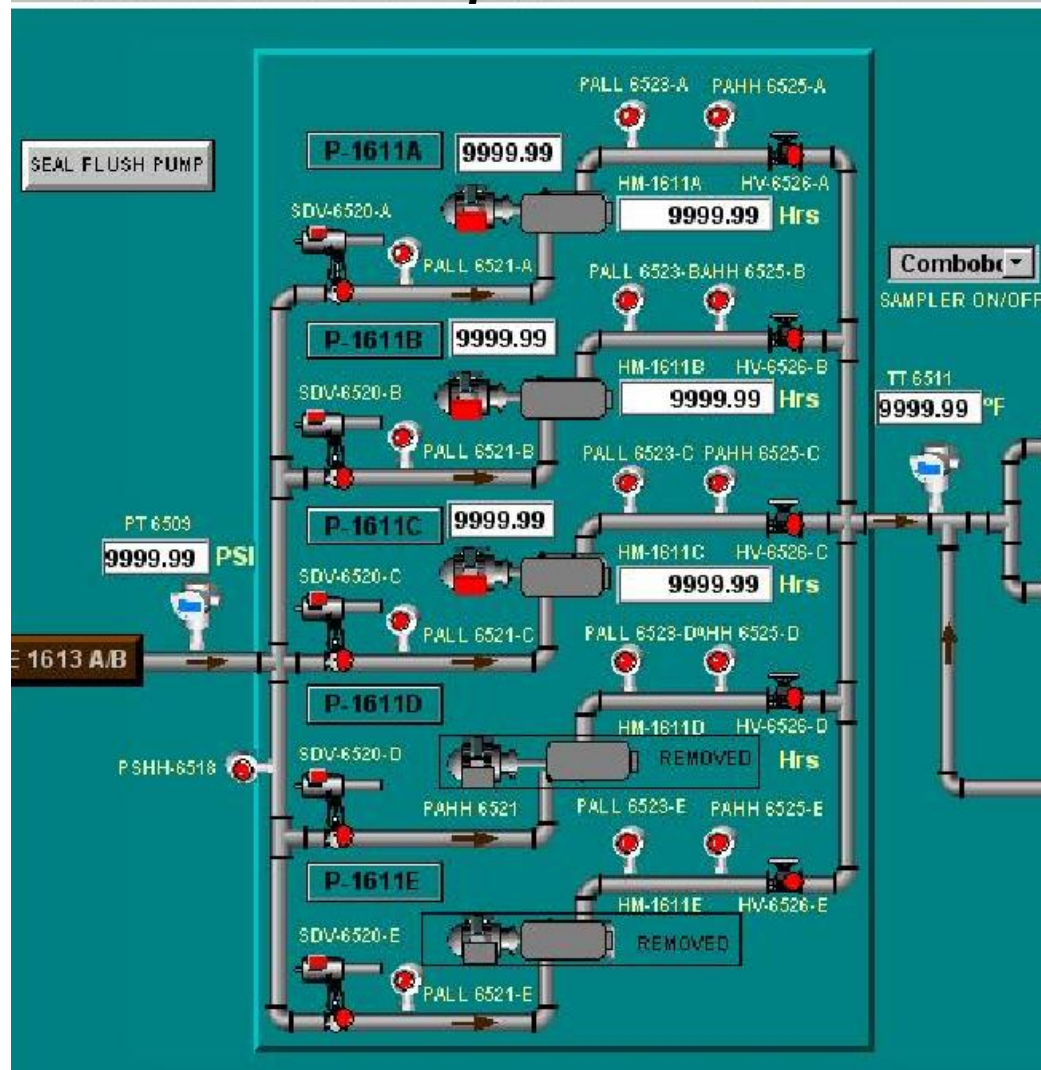 PALL 6523-A PAHH 6525-A
SEAL FLUSH PUMP
P-1611A 9999.99
HM-1611A HV-6526-A
9999.99 Hrs
SDV-6520-A
PALL 6521-A
PALL 6523-BAHH 6525-B
Combobo
SAMPLER ON/OFF
P-1611B 9999.99
HM-1611B HV-6526-B
9999.99 Hrs
TT 6511
9999.99 °F
SDV-6520-B
PALL 6521-B
PALL 6523-C PAHH 6525-C
P-1611C 9999.99
PT 6509
9999.99 PSI
HM-1611C HV-6526-C
9999.99 Hrs
SDV-6520-C
PALL 6521-C
PALL 6523-DAHH 6525-D
E 1613 A/B
P-1611D
HM-1611D HV-6526-D
SDV-6520-D
REMOVED Hrs
PSHH-6518
PAHH 6521
PALL 6523-E PAHH 6525-E
P-1611E
HM-1611E HV-6526-E
SDV-6520-E
REMOVED
PALL 6521-E